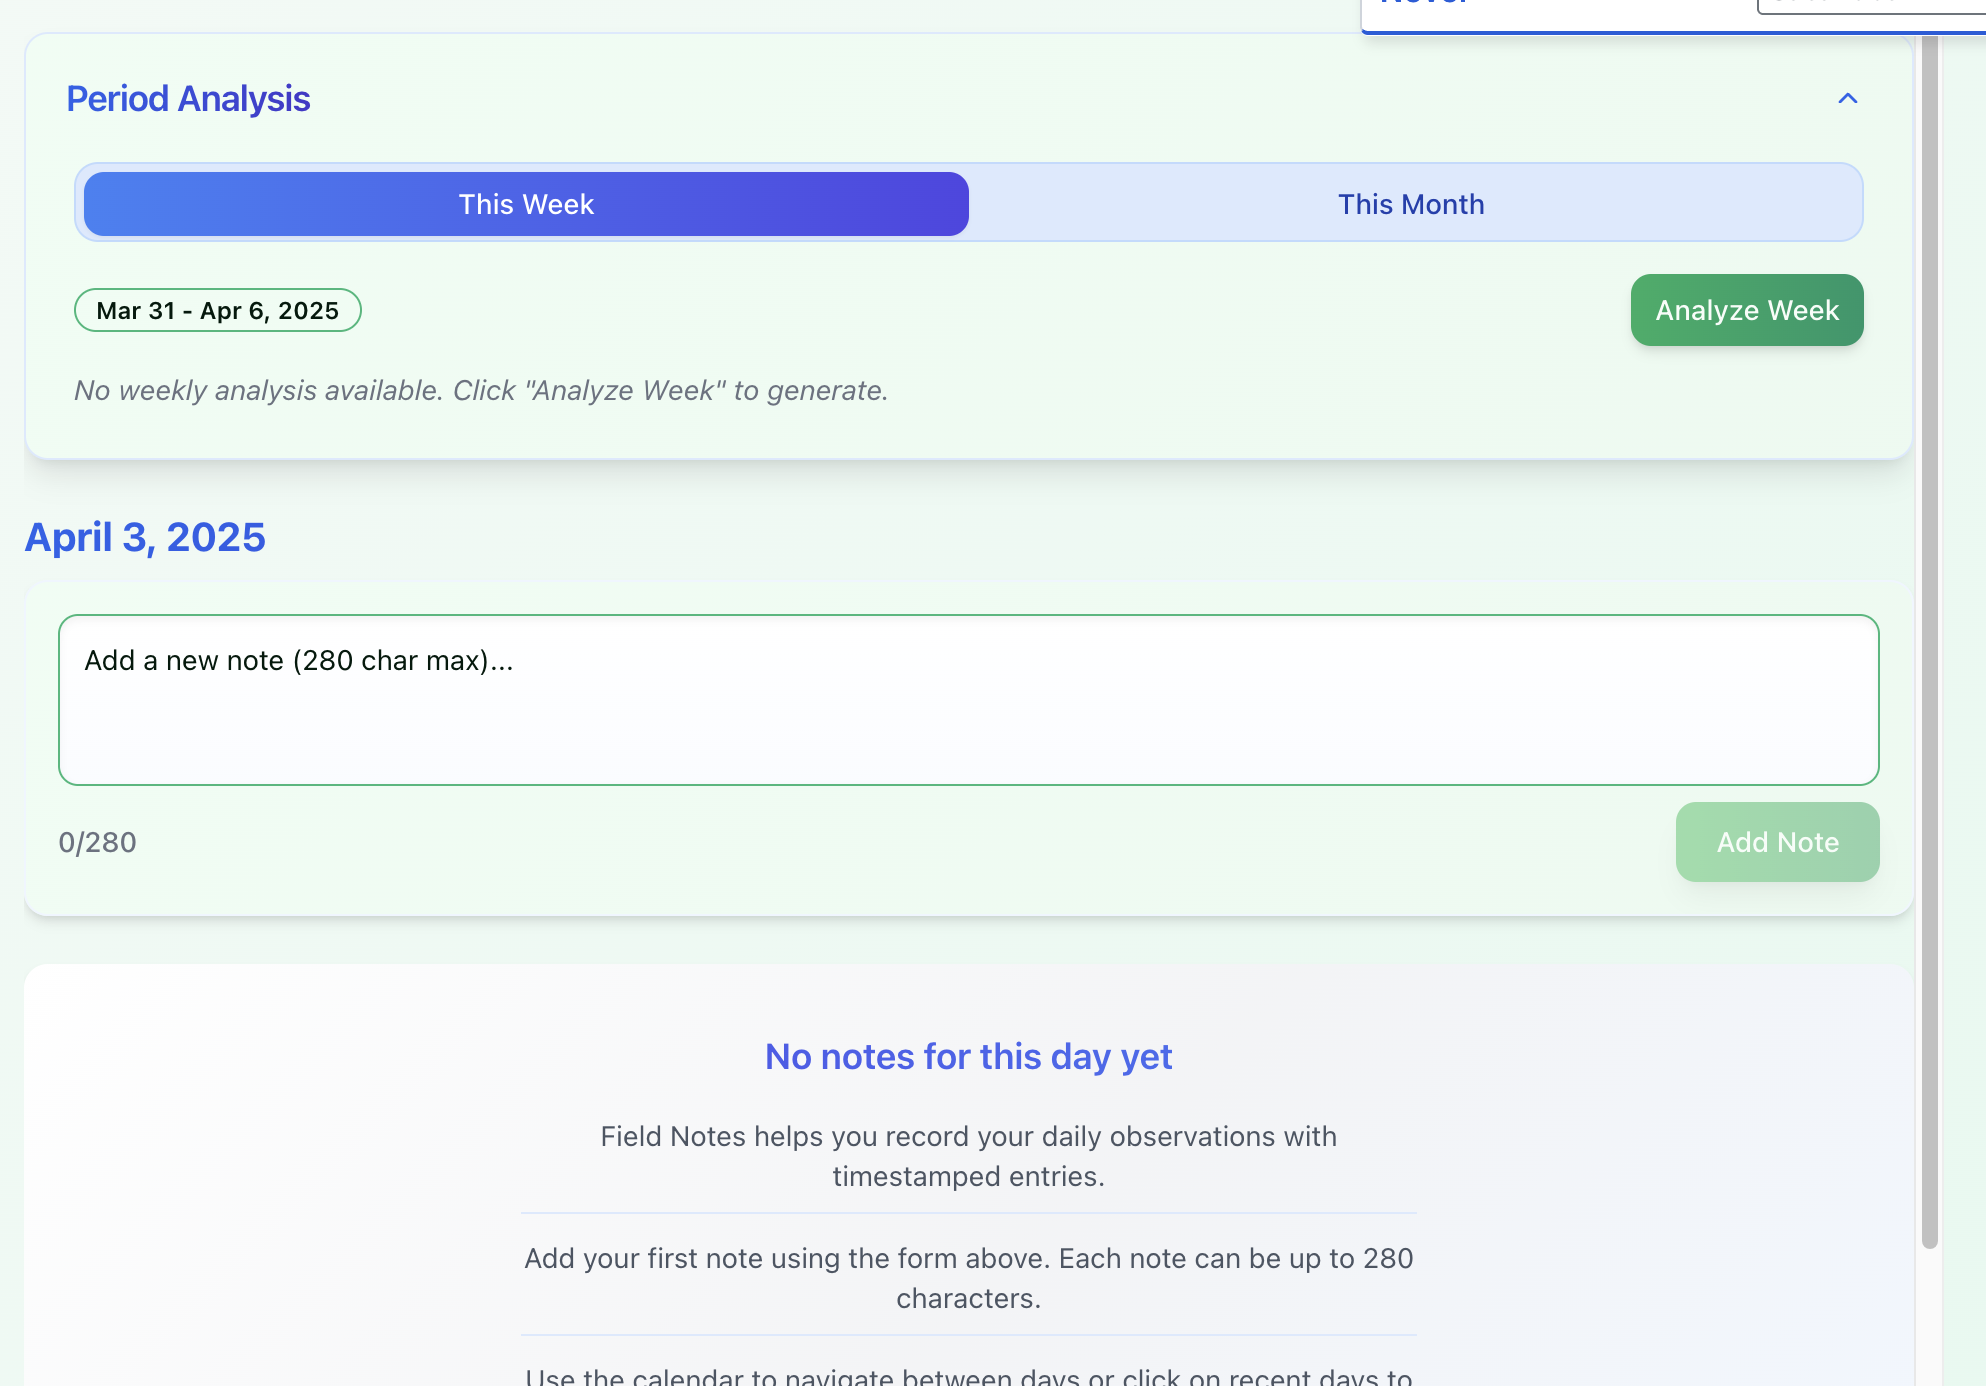 Period Analysis
This Week
This Month
Mar 31 - Apr 6, 2025
Analyze Week
No weekly analysis available. Click "Analyze Week" to generate.
April 3, 2025
Add a new note (280 char max)...
0/280
Add Note
No notes for this day yet
Field Notes helps you record your daily observations with
timestamped entries.
Add your first note using the form above. Each note can be up to 280
characters.
Use the calendar to navigate between days or click on recent days to